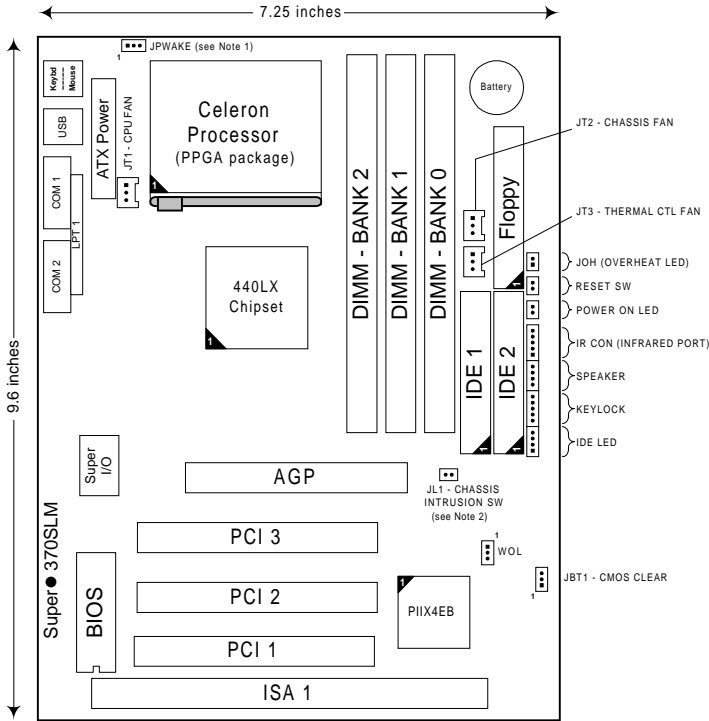 7.25 inches
9.6 inches
1
JPWAKE (see Note 1)
Keybd
-----
Mouse
USB
ATX Power
JT1 - CPU FAN
Celeron
Processor
(PPGA package)
1
COM 1
COM 2
LPT 1
440LX
Chipset
1
DIMM - BANK 2
DIMM - BANK 1
DIMM - BANK 0
Battery
Floppy
1
IDE 1
1
IDE 2
1
JT2 - CHASSIS FAN
JT3 - THERMAL CTL FAN
JOH (OVERHEAT LED)
RESET SW
POWER ON LED
IR CON (INFRARED PORT)
SPEAKER
KEYLOCK
IDE LED
Super
I/O
AGP
JL1 - CHASSIS
INTRUSION SW
(see Note 2)
PCI 3
1
WOL
JBT1 - CMOS CLEAR
1
Super ● 370SLM
BIOS
PCI 2
1
PIIX4EB
PCI 1
ISA 1